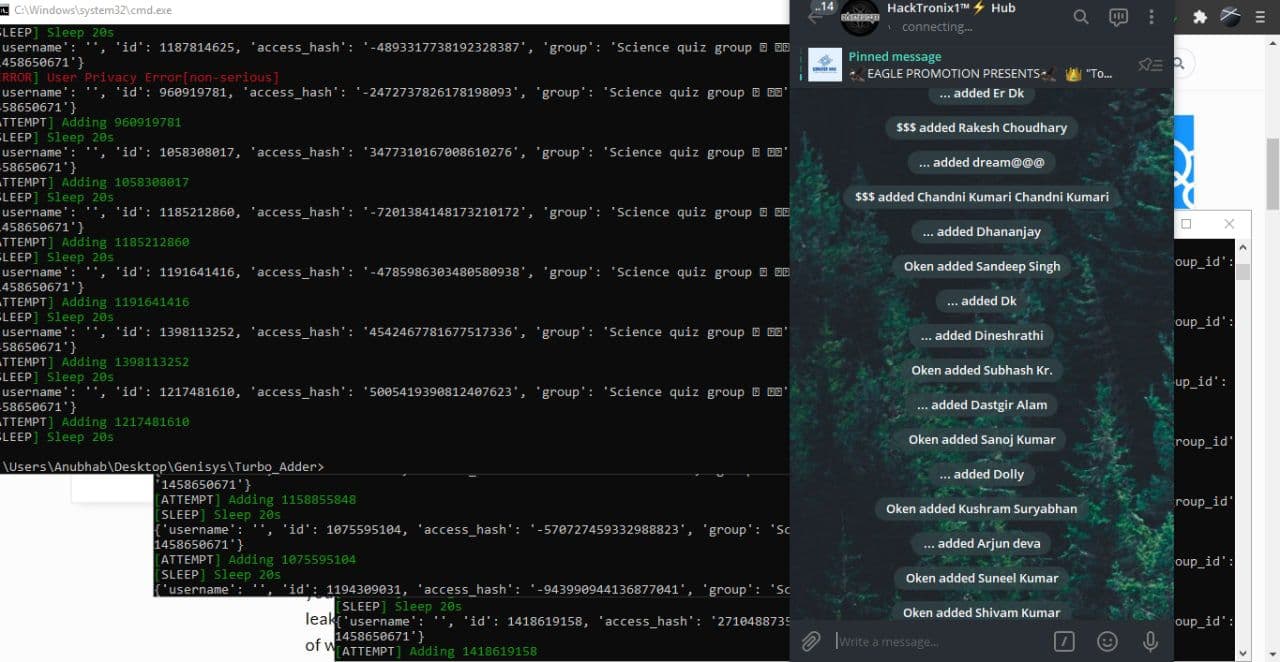 C:\Windows\system32\cmd.exe
SLEEP] Sleep 20s
username': '', 'id': 1187814625, 'access_hash': '-4893317738192328387', 'group': 'Science quiz group
1458650671'}
ERROR] User Privacy Error[non-serious]
username': '', 'id': 960919781, 'access_hash': '-2472737826178198093', 'group': 'Science quiz group
1458650671'}
ATTEMPT] Adding 960919781
SLEEP] Sleep 20s
username': '', 'id': 1058308017, 'access_hash': '3477310167008610276', 'group': 'Science quiz group
1458650671'}
ATTEMPT] Adding 1058308017
SLEEP] Sleep 20s
username': '', 'id': 1185212860, 'access_hash': '-7201384148173210172', 'group': 'Science quiz group
1458650671'}
ATTEMPT] Adding 1185212860
SLEEP] Sleep 20s
username': '', 'id': 1191641416, 'access_hash': '-4785986303480580938', 'group': 'Science quiz group
1458650671'}
ATTEMPT] Adding 1191641416
SLEEP] Sleep 20s
username': '', 'id': 1398113252, 'access_hash': '4542467781677517336', 'group': 'Science quiz group
1458650671'}
ATTEMPT] Adding 1398113252
SLEEP] Sleep 20s
username': '', 'id': 1217481610, 'access_hash': '5005419390812407623', 'group': 'Science quiz group
1458650671'}
ATTEMPT] Adding 1217481610
SLEEP] Sleep 20s
\Users\Anubhab\Desktop\Genisys\Turbo_Adder>
'1458650671'}
[ATTEMPT] Adding 1158855848
[SLEEP] Sleep 20s
{'username': '', 'id': 1075595104, 'access_hash': '-570727459332988823', 'group': 'Sc
1458650671'}
[ATTEMPT] Adding 1075595104
[SLEEP] Sleep 20s
{'username': '', 'id': 1194309031, 'access_hash': '-943990944136877041', 'group': 'Sc
[SLEEP] Sleep 20s
{'username': '', 'id': 1418619158, 'access_hash': '2710488735
1458650671'}
[ATTEMPT] Adding 1418619158
leak
of w
..14
HackTronix1™⚡ Hub
connecting...
Pinned message
🦅EAGLE PROMOTION PRESENTS🦅 👑 "To...
... added Er Dk
$$$ added Rakesh Choudhary
... added dream@@@
$$$ added Chandni Kumari Chandni Kumari
... added Dhananjay
Oken added Sandeep Singh
... added Dk
... added Dineshrathi
Oken added Subhash Kr.
... added Dastgir Alam
Oken added Sanoj Kumar
... added Dolly
Oken added Kushram Suryabhan
... added Arjun deva
Oken added Suneel Kumar
Oken added Shivam Kumar
Write a message...
oup_id':
roup_id':
up_id':
roup_id'
roup_id'
roup_id':
roup_id':